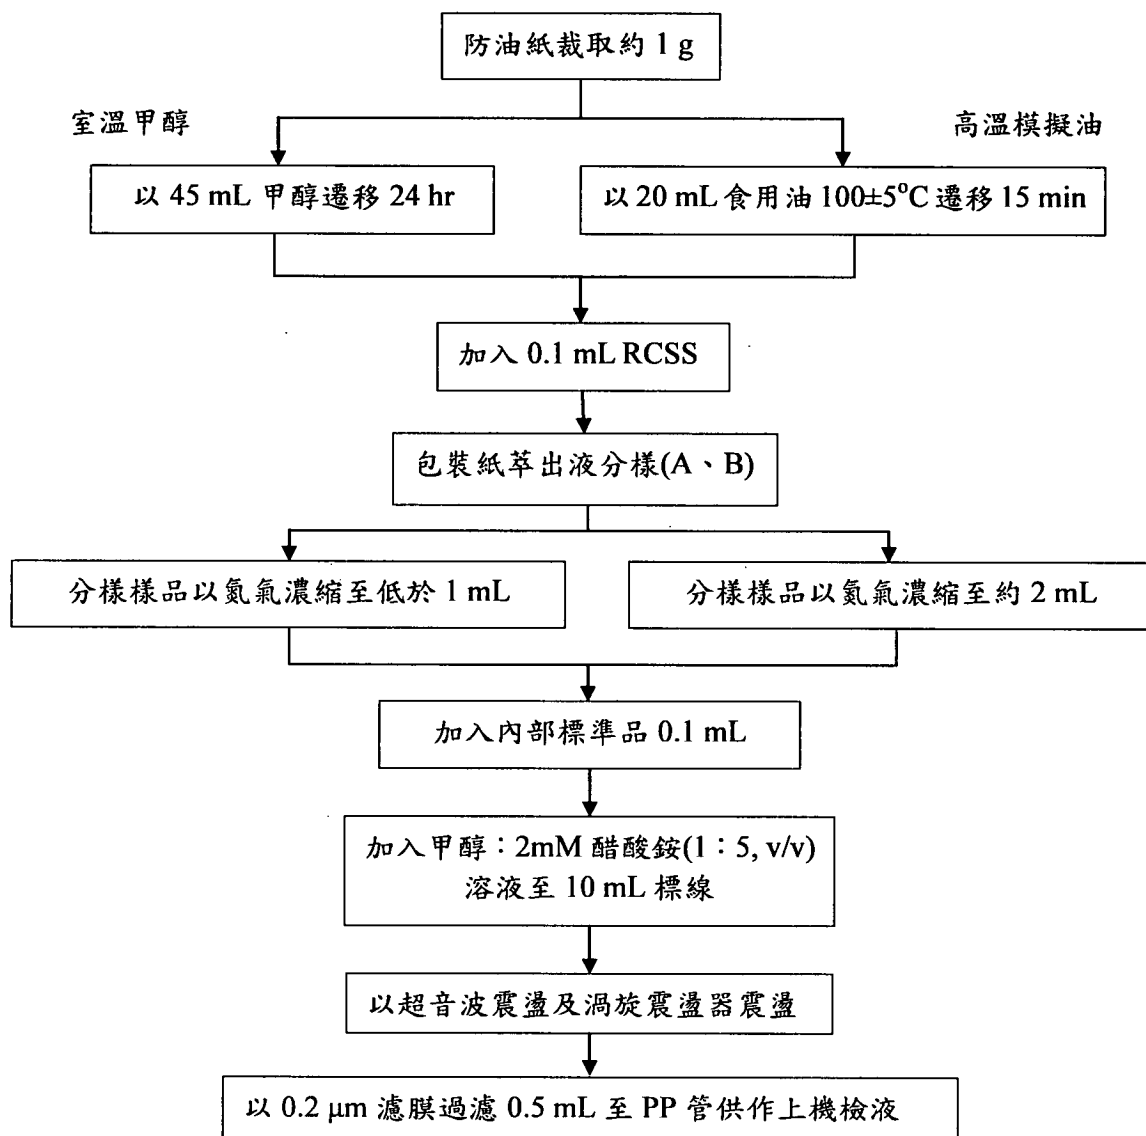 防油紙裁取約 1 g
室溫甲醇
高溫模擬油
以 45 mL 甲醇遷移 24 hr
以 20 mL 食用油 100±5°C 遷移 15 min
加入 0.1 mL RCSS
包裝紙萃出液分樣(A、B)
分樣樣品以氮氣濃縮至低於 1 mL
分樣樣品以氮氣濃縮至約 2 mL
加入內部標準品 0.1 mL
加入甲醇：2mM 醋酸銨(1：5, v/v)
溶液至 10 mL 標線
以超音波震盪及渦旋震盪器震盪
以 0.2 μm 濾膜過濾 0.5 mL 至 PP 管供作上機檢液